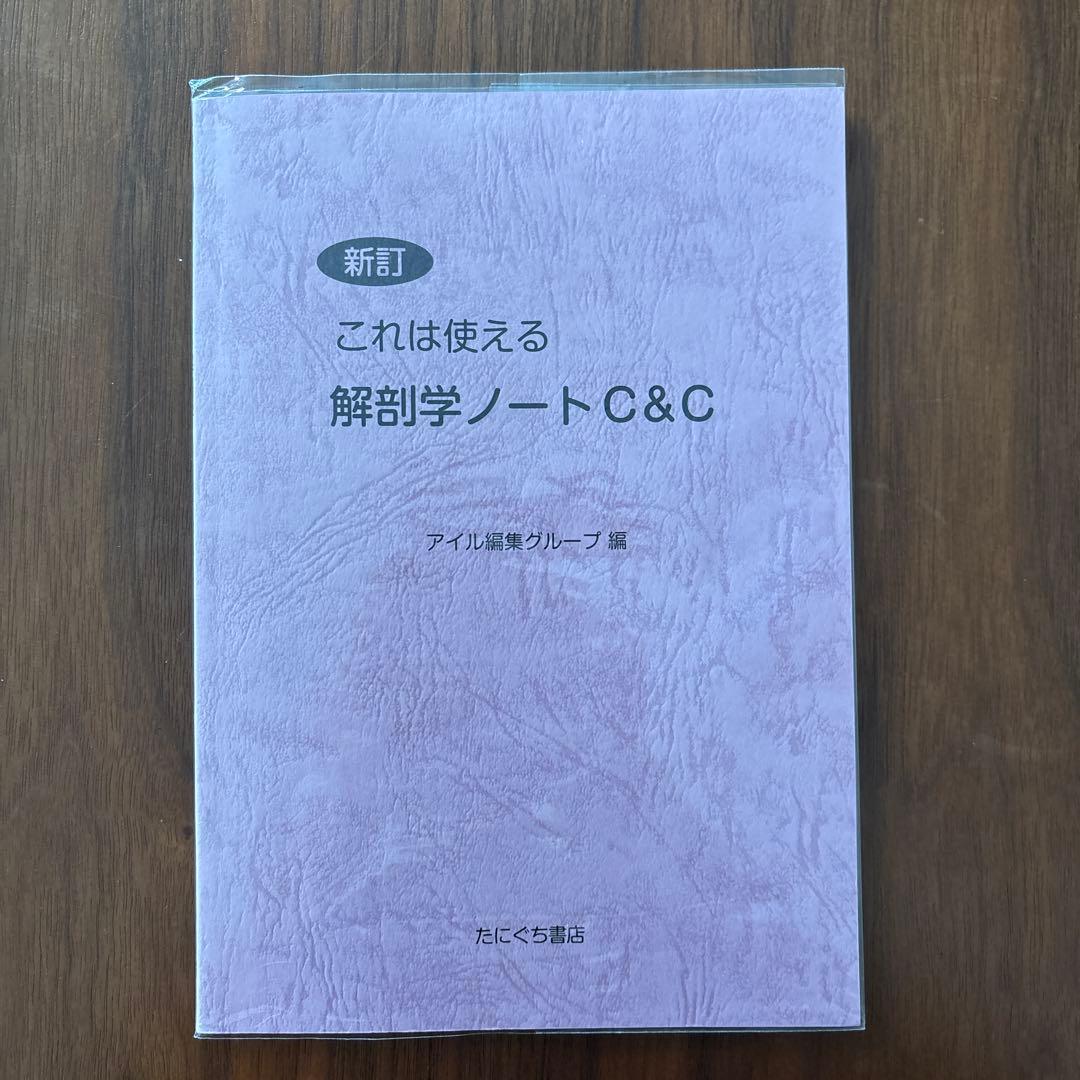 新訂
これは使える
解剖学ノートC&C
アイル編集グループ 編
たにぐち書店